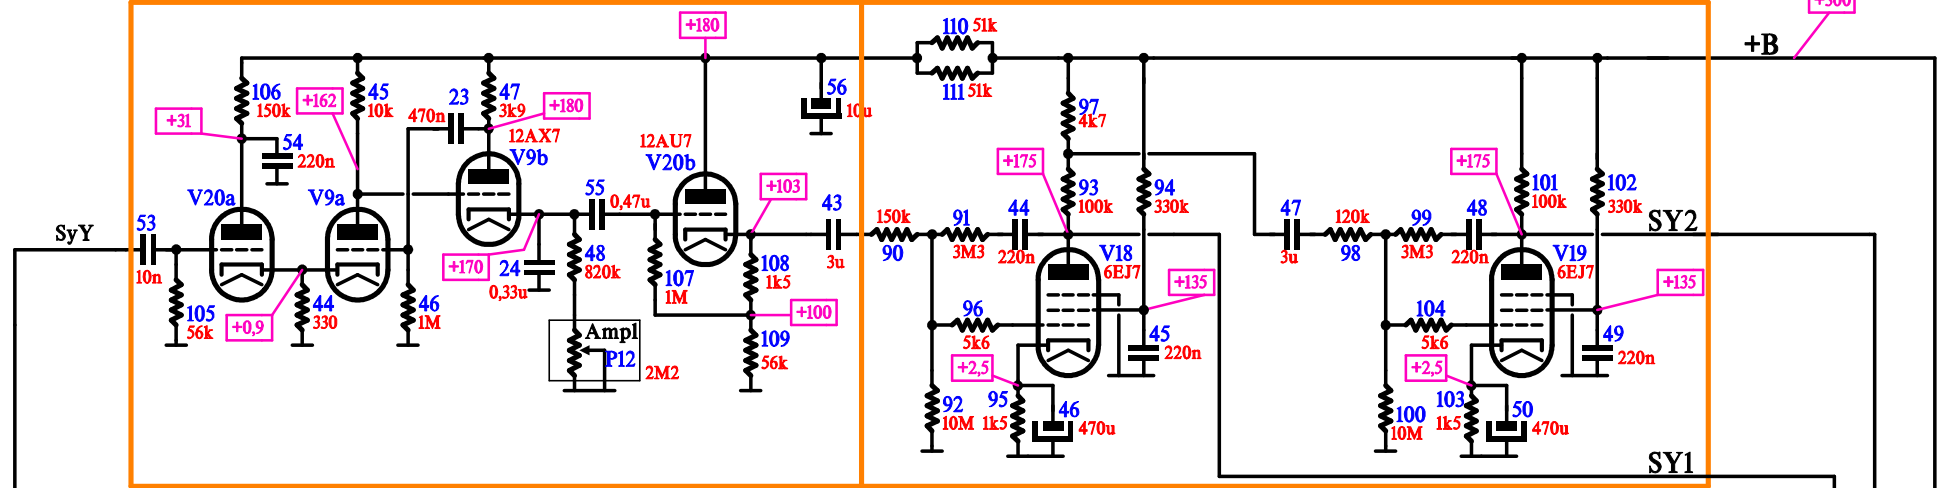 +300
+180
110 51k
+B
111 51k
106
150k
45
10k
47
3k9
+162
23
470n
+180
56
10u
97
4k7
+31
54
220n
12AX7
V9b
12AU7
V20b
+175
+175
V20a
V9a
55
0,47u
+103
93
100k
94
330k
101
100k
102
330k
SyY
53
10n
43
3u
150k
90
91
3M3
44
220n
V18
6EJ7
47
3u
120k
98
99
3M3
48
220n
V19
6EJ7
SY2
+170
24
0,33u
48
820k
107
1M
108
1k5
+135
+135
105
56k
+0,9
44
330
46
1M
+100
96
5k6
104
5k6
Ampl
P12
2M2
109
56k
45
220n
49
220n
+2,5
+2,5
92
10M
95
1k5
46
470u
100
10M
103
1k5
50
470u
SY1